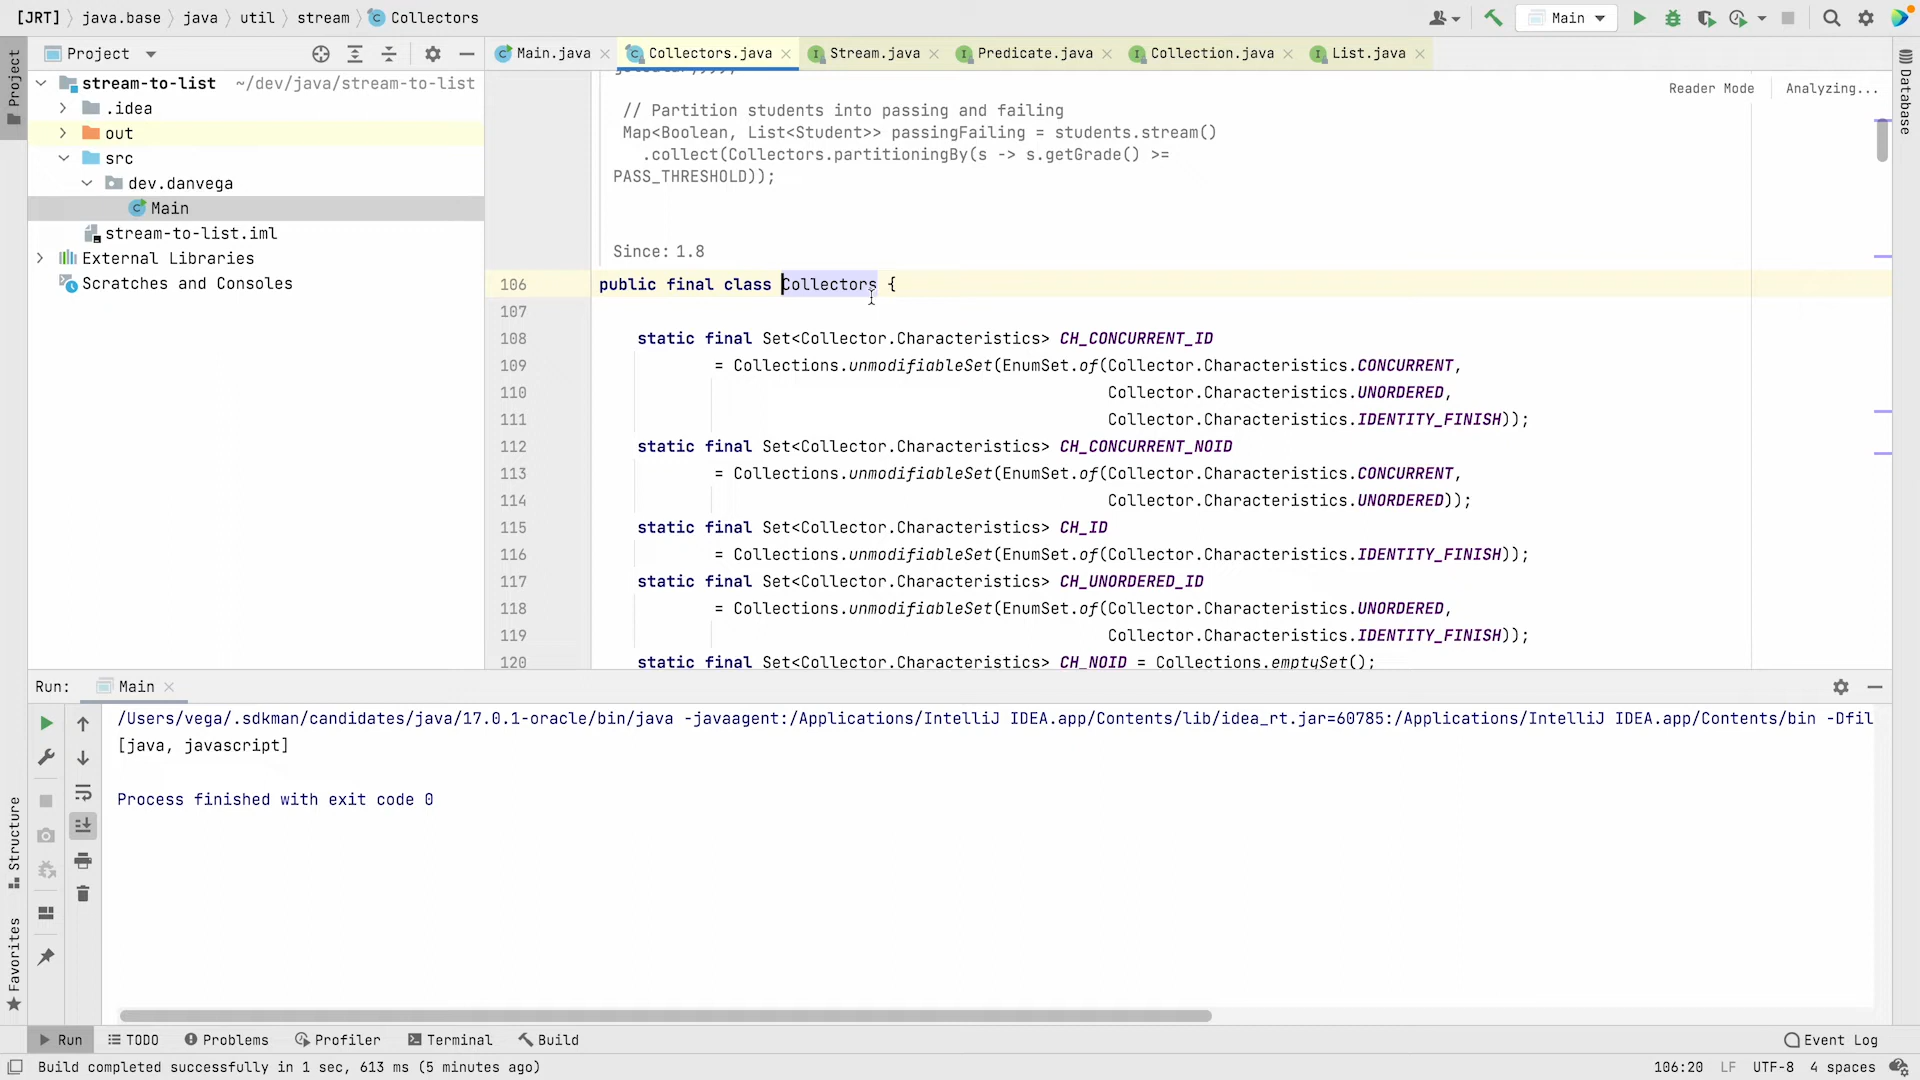 [JRT] java.base java util stream Collectors
Main
Project
Main.java Collectors.java Stream.java Predicate.java Collection.java List.java
Project
stream-to-list ~/dev/java/stream-to-list
.idea
out
src
dev.danvega
Main
stream-to-list.iml
External Libraries
Scratches and Consoles
Reader Mode Analyzing...
Database
// Partition students into passing and failing
Map<Boolean, List<Student>> passingFailing = students.stream()
.collect(Collectors.partitioningBy(s -> s.getGrade() >=
PASS_THRESHOLD));
Since: 1.8
106 public final class Collectors {
107
108 static final Set<Collector.Characteristics> CH_CONCURRENT_ID
109 = Collections.unmodifiableSet(EnumSet.of(Collector.Characteristics.CONCURRENT,
110 Collector.Characteristics.UNORDERED,
111 Collector.Characteristics.IDENTITY_FINISH));
112 static final Set<Collector.Characteristics> CH_CONCURRENT_NOID
113 = Collections.unmodifiableSet(EnumSet.of(Collector.Characteristics.CONCURRENT,
114 Collector.Characteristics.UNORDERED));
115 static final Set<Collector.Characteristics> CH_ID
116 = Collections.unmodifiableSet(EnumSet.of(Collector.Characteristics.IDENTITY_FINISH));
117 static final Set<Collector.Characteristics> CH_UNORDERED_ID
118 = Collections.unmodifiableSet(EnumSet.of(Collector.Characteristics.UNORDERED,
119 Collector.Characteristics.IDENTITY_FINISH));
120 static final Set<Collector.Characteristics> CH_NOID = Collections.emptySet();
Run: Main
/Users/vega/.sdkman/candidates/java/17.0.1-oracle/bin/java -javaagent:/Applications/IntelliJ IDEA.app/Contents/lib/idea_rt.jar=60785:/Applications/IntelliJ IDEA.app/Contents/bin -Dfil
[java, javascript]
Process finished with exit code 0
Structure
Favorites
Run TODO Problems Profiler Terminal Build Event Log
Build completed successfully in 1 sec, 613 ms (5 minutes ago) 106:20 LF UTF-8 4 spaces